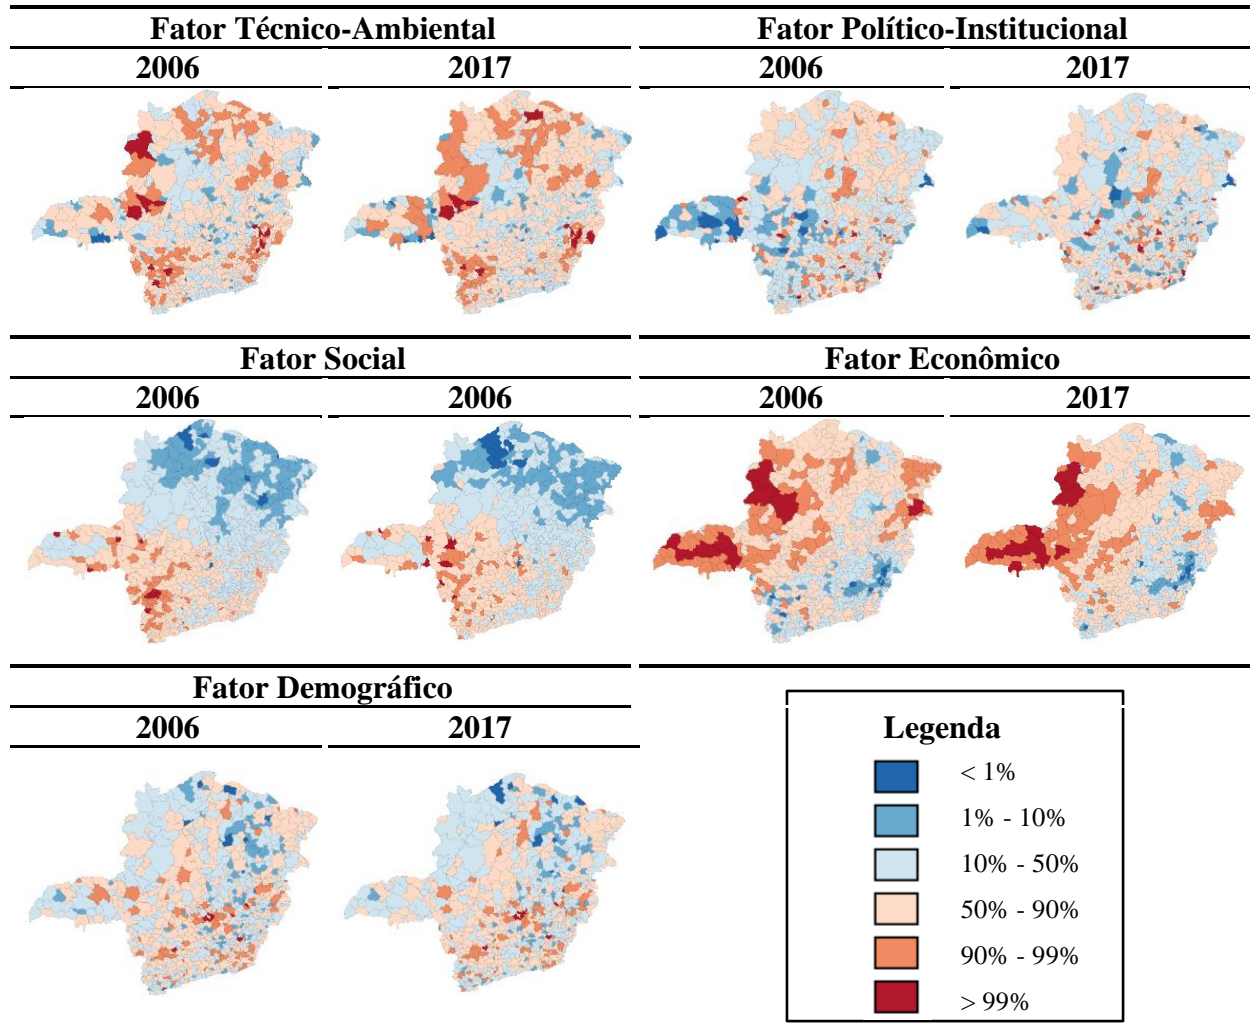 Fator Técnico-Ambiental
Fator Político-Institucional
2006
2017
2006
2017
Fator Social
Fator Econômico
2006
2006
2006
2017
Fator Demográfico
2006
2017
Legenda
< 1%
1% - 10%
10% - 50%
50% - 90%
90% - 99%
> 99%